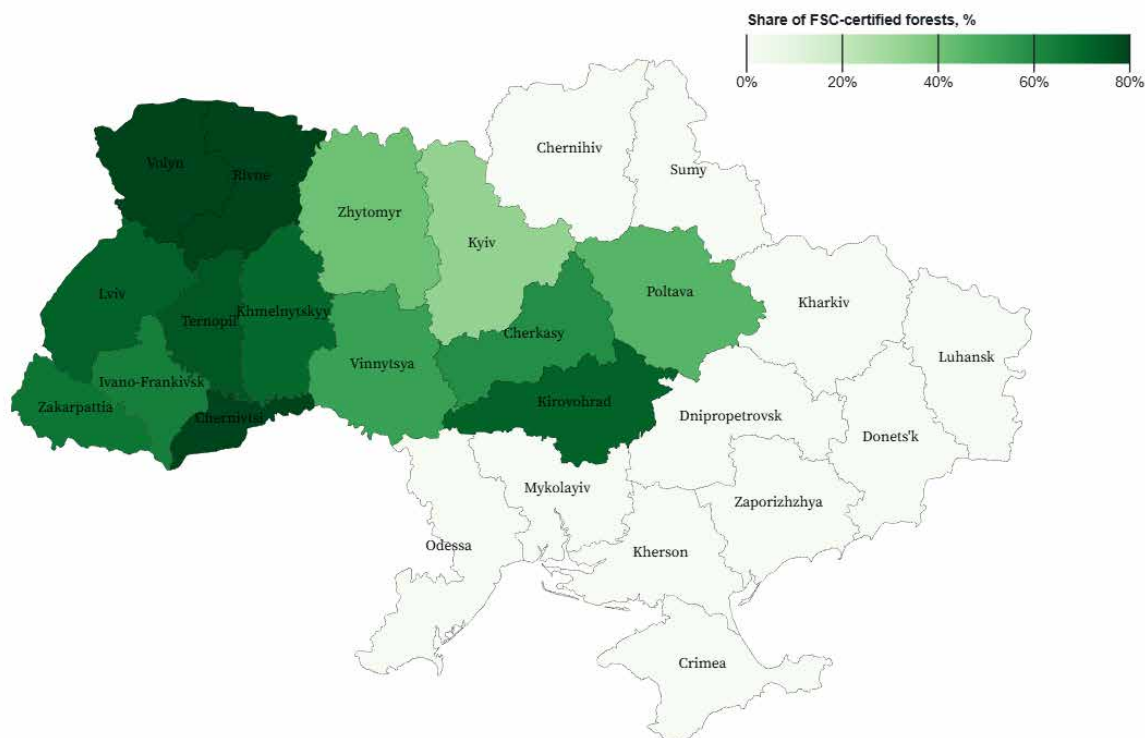 Share of FSC-certified forests, %
0% 20% 40% 60% 80%
Chernihiv
Sumy
Volyn
Rivne
Zhytomyr
Kyiv
Poltava
Kharkiv
Lviv
Ternopil
Khmelnytskyy
Cherkasy
Luhansk
Vinnytsya
Ivano-Frankivsk
Zakarpattia
Chernivtsi
Kirovohrad
Dnipropetrovsk
Donets'k
Mykolayiv
Zaporizhzhya
Odessa
Kherson
Crimea